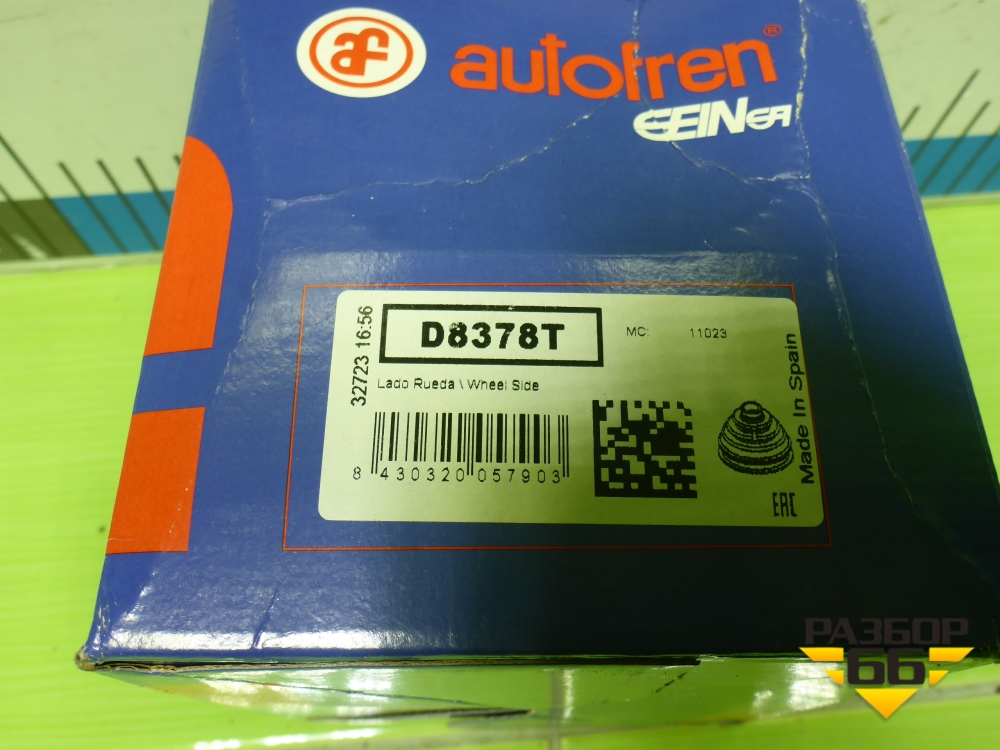 af
autofren®
SEINSA
32723 16:56
D8378T
MC: 11023
Lado Rueda \ Wheel Side
8 430320 057903
Made In Spain
EAC
РАЗБОР
66